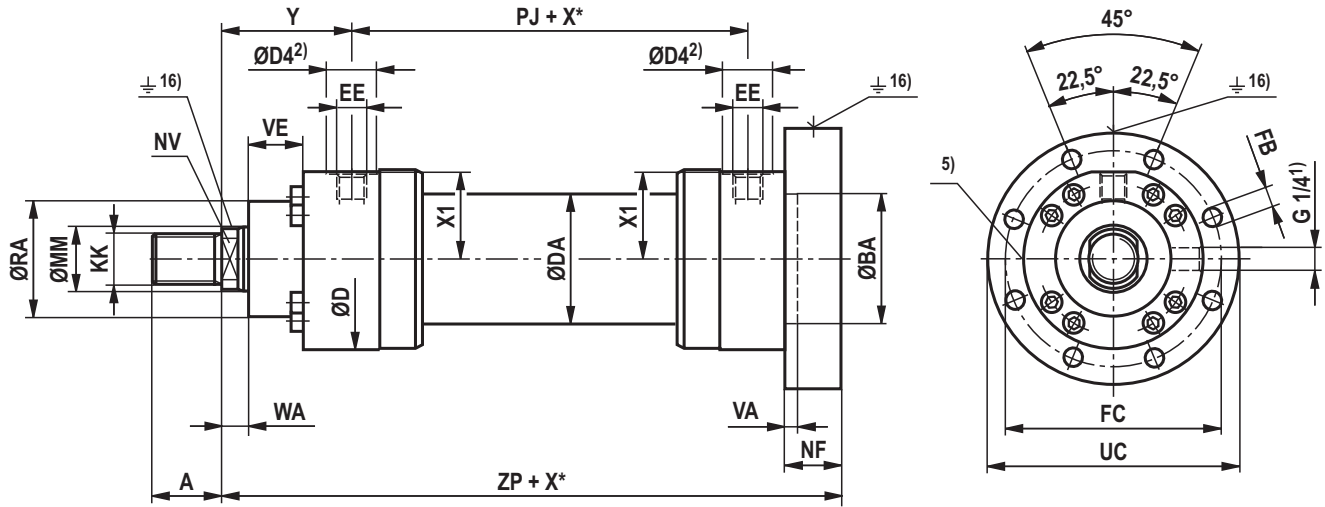 Y
PJ + X*
ØD4²⁾
ØD4²⁾
EE
EE
⏚ 16)
⏚ 16)
VE
NV
ØRA
ØMM
KK
ØD
X1
ØDA
X1
ØBA
WA
VA
NF
A
ZP + X*
45°
22,5°
22,5°
⏚ 16)
FB
G 1/4¹⁾
5)
FC
UC